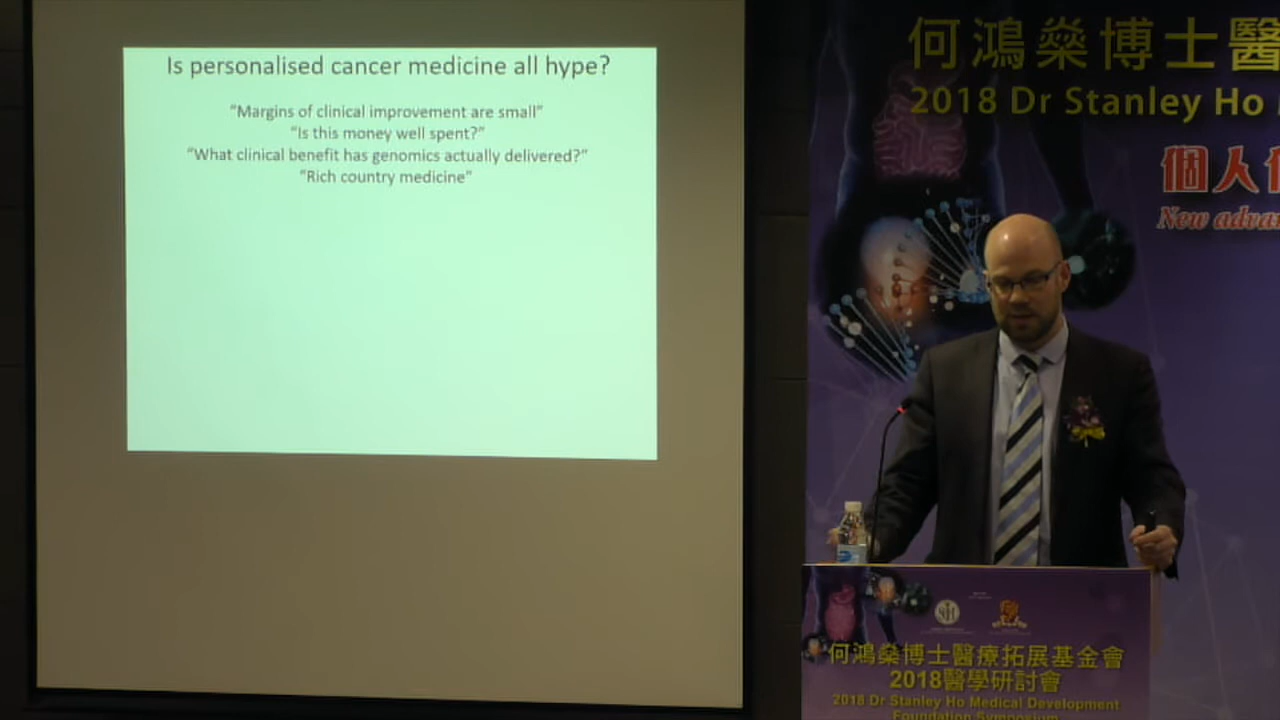 Is personalised cancer medicine all hype?
“Margins of clinical improvement are small”
“Is this money well spent?”
“What clinical benefit has genomics actually delivered?”
“Rich country medicine”
何鴻燊博士醫
2018 Dr Stanley Ho
個人
New
何鴻燊博士醫療拓展基金會
2018醫學研討會
2018 Dr Stanley Ho Medical Development
Foundation Symposium